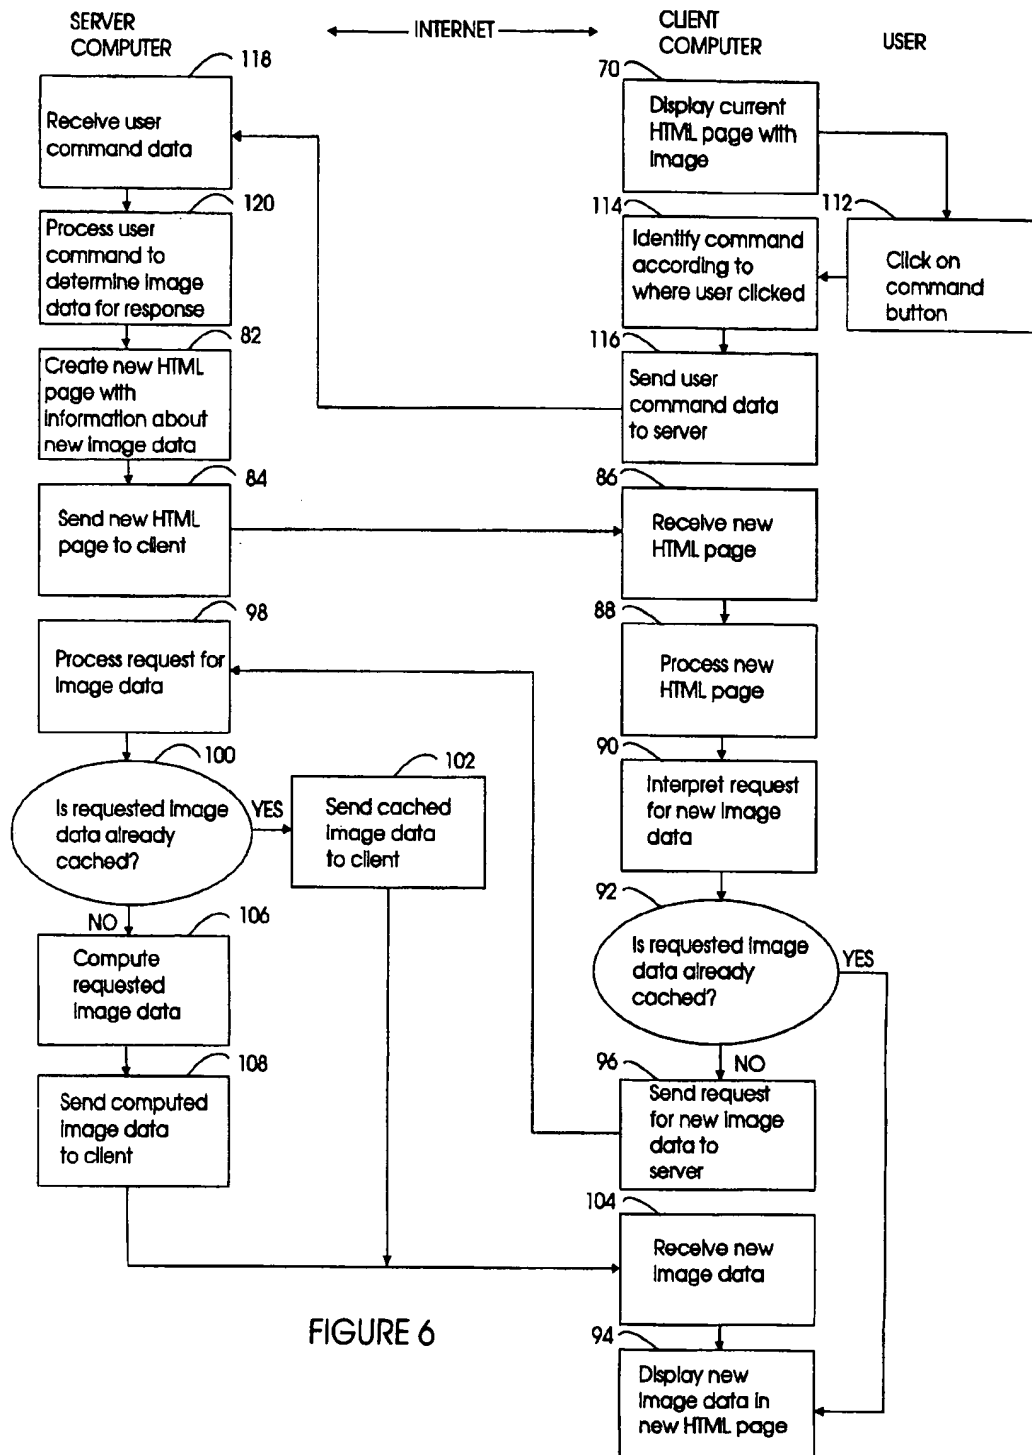 SERVER
COMPUTER
INTERNET
CLIENT
COMPUTER
USER
118
Receive user
command data
70
Display current
HTML page with
image
120
Process user
command to
determine image
data for response
114
Identify command
according to
where user clicked
112
Click on
command
button
82
Create new HTML
page with
information about
new image data
116
Send user
command data
to server
84
Send new HTML
page to client
86
Receive new
HTML page
98
Process request for
image data
88
Process new
HTML page
100
Is requested image
data already
cached?
YES
102
Send cached
image data
to client
90
Interpret request
for new image
data
NO
106
Compute
requested
image data
92
Is requested image
data already
cached?
YES
NO
108
Send computed
image data
to client
96
Send request
for new image
data to
server
104
Receive new
image data
FIGURE 6
94
Display new
image data in
new HTML page